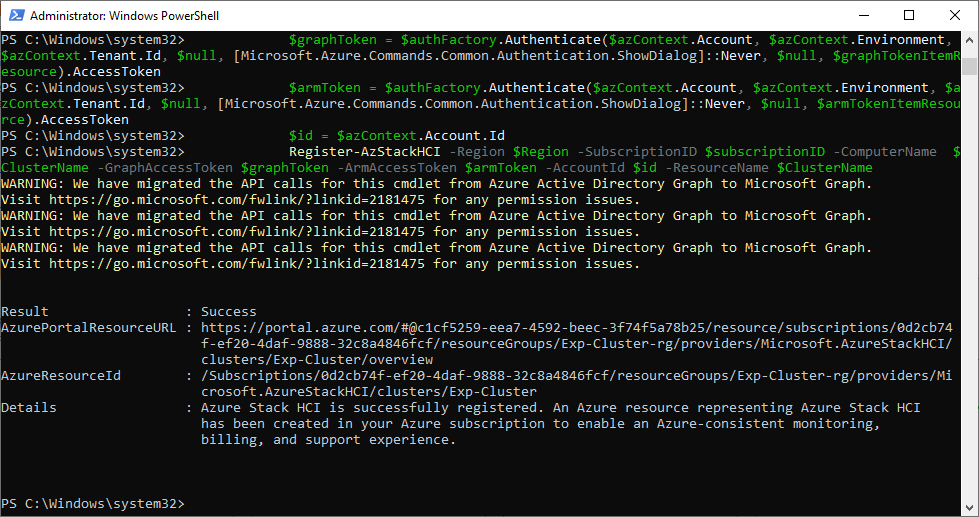 Administrator: Windows PowerShell
PS C:\Windows\system32>             $graphToken = $authFactory.Authenticate($azContext.Account, $azContext.Environment,
$azContext.Tenant.Id, $null, [Microsoft.Azure.Commands.Common.Authentication.ShowDialog]::Never, $null, $graphTokenItemR
esource).AccessToken
PS C:\Windows\system32>             $armToken = $authFactory.Authenticate($azContext.Account, $azContext.Environment, $a
zContext.Tenant.Id, $null, [Microsoft.Azure.Commands.Common.Authentication.ShowDialog]::Never, $null, $armTokenItemResou
rce).AccessToken
PS C:\Windows\system32>             $id = $azContext.Account.Id
PS C:\Windows\system32>             Register-AzStackHCI -Region $Region -SubscriptionID $subscriptionID -ComputerName  $
ClusterName -GraphAccessToken $graphToken -ArmAccessToken $armToken -AccountId $id -ResourceName $ClusterName
WARNING: We have migrated the API calls for this cmdlet from Azure Active Directory Graph to Microsoft Graph.
Visit https://go.microsoft.com/fwlink/?linkid=2181475 for any permission issues.
WARNING: We have migrated the API calls for this cmdlet from Azure Active Directory Graph to Microsoft Graph.
Visit https://go.microsoft.com/fwlink/?linkid=2181475 for any permission issues.
WARNING: We have migrated the API calls for this cmdlet from Azure Active Directory Graph to Microsoft Graph.
Visit https://go.microsoft.com/fwlink/?linkid=2181475 for any permission issues.
Result                 : Success
AzurePortalResourceURL : https://portal.azure.com/#@c1cf5259-eea7-4592-beec-3f74f5a78b25/resource/subscriptions/0d2cb74
                         f-ef20-4daf-9888-32c8a4846fcf/resourceGroups/Exp-Cluster-rg/providers/Microsoft.AzureStackHCI/
                         clusters/Exp-Cluster/overview
AzureResourceId        : /Subscriptions/0d2cb74f-ef20-4daf-9888-32c8a4846fcf/resourceGroups/Exp-Cluster-rg/providers/Mi
                         crosoft.AzureStackHCI/clusters/Exp-Cluster
Details                : Azure Stack HCI is successfully registered. An Azure resource representing Azure Stack HCI
                         has been created in your Azure subscription to enable an Azure-consistent monitoring,
                         billing, and support experience.
PS C:\Windows\system32>